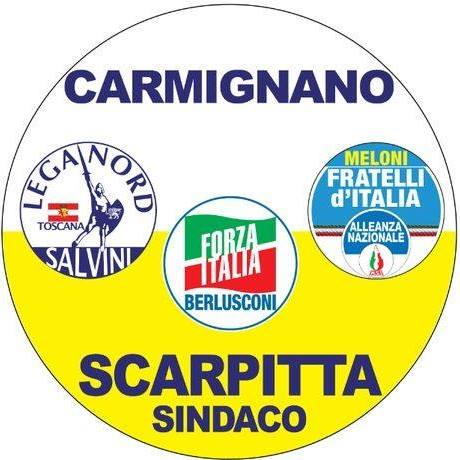 CARMIGNANO
LEGA NORD
TOSCANA
SALVINI
FORZA
ITALIA
BERLUSCONI
MELONI
FRATELLI
d'ITALIA
ALLEANZA
NAZIONALE
SCARPITTA
SINDACO